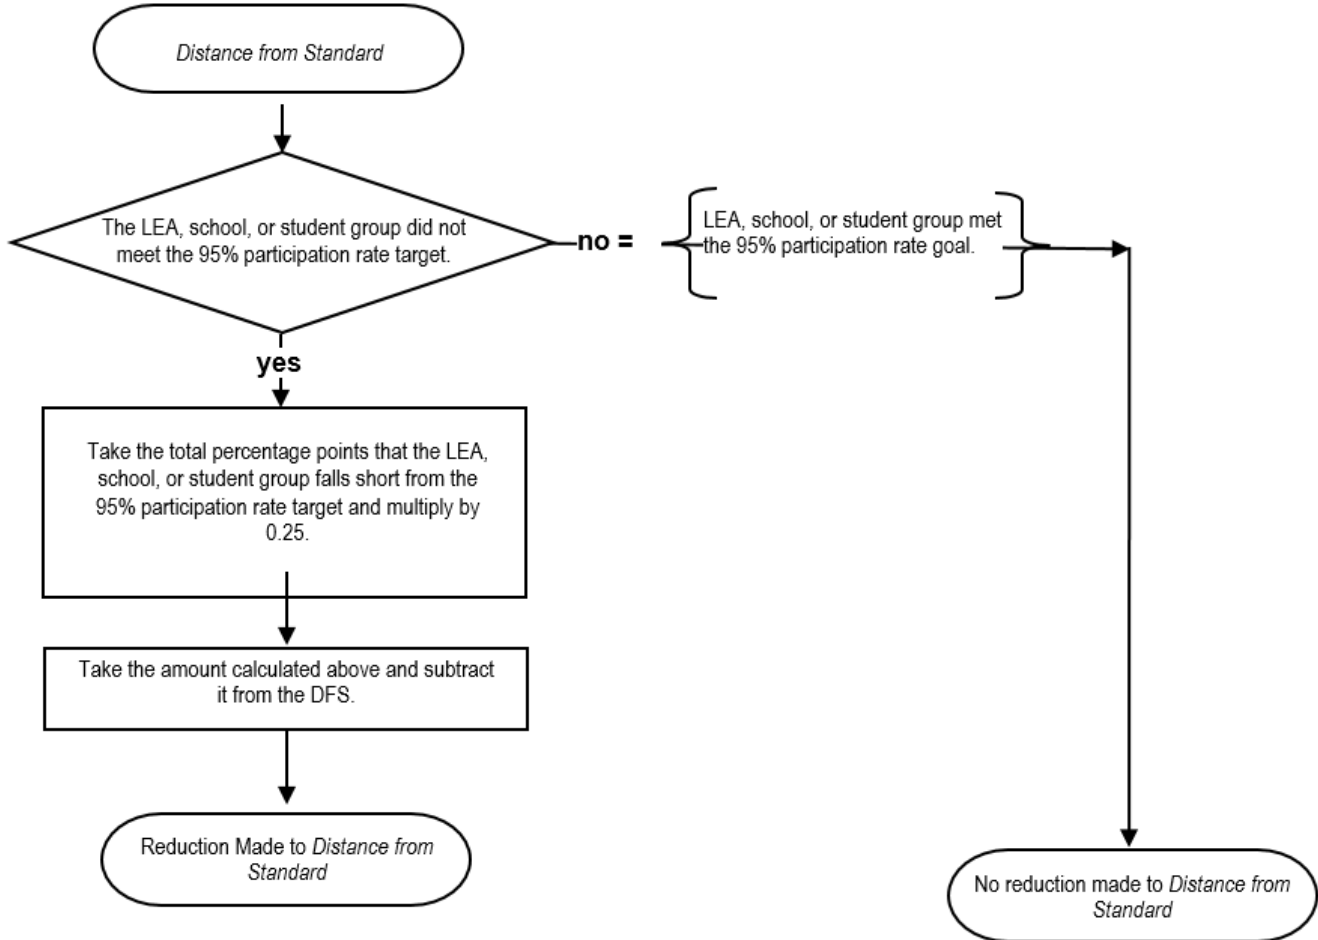 Distance from Standard
The LEA, school, or student group did not
meet the 95% participation rate target.
no =
LEA, school, or student group met
the 95% participation rate goal.
yes
Take the total percentage points that the LEA,
school, or student group falls short from the
95% participation rate target and multiply by
0.25.
Take the amount calculated above and subtract
it from the DFS.
Reduction Made to Distance from
Standard
No reduction made to Distance from
Standard